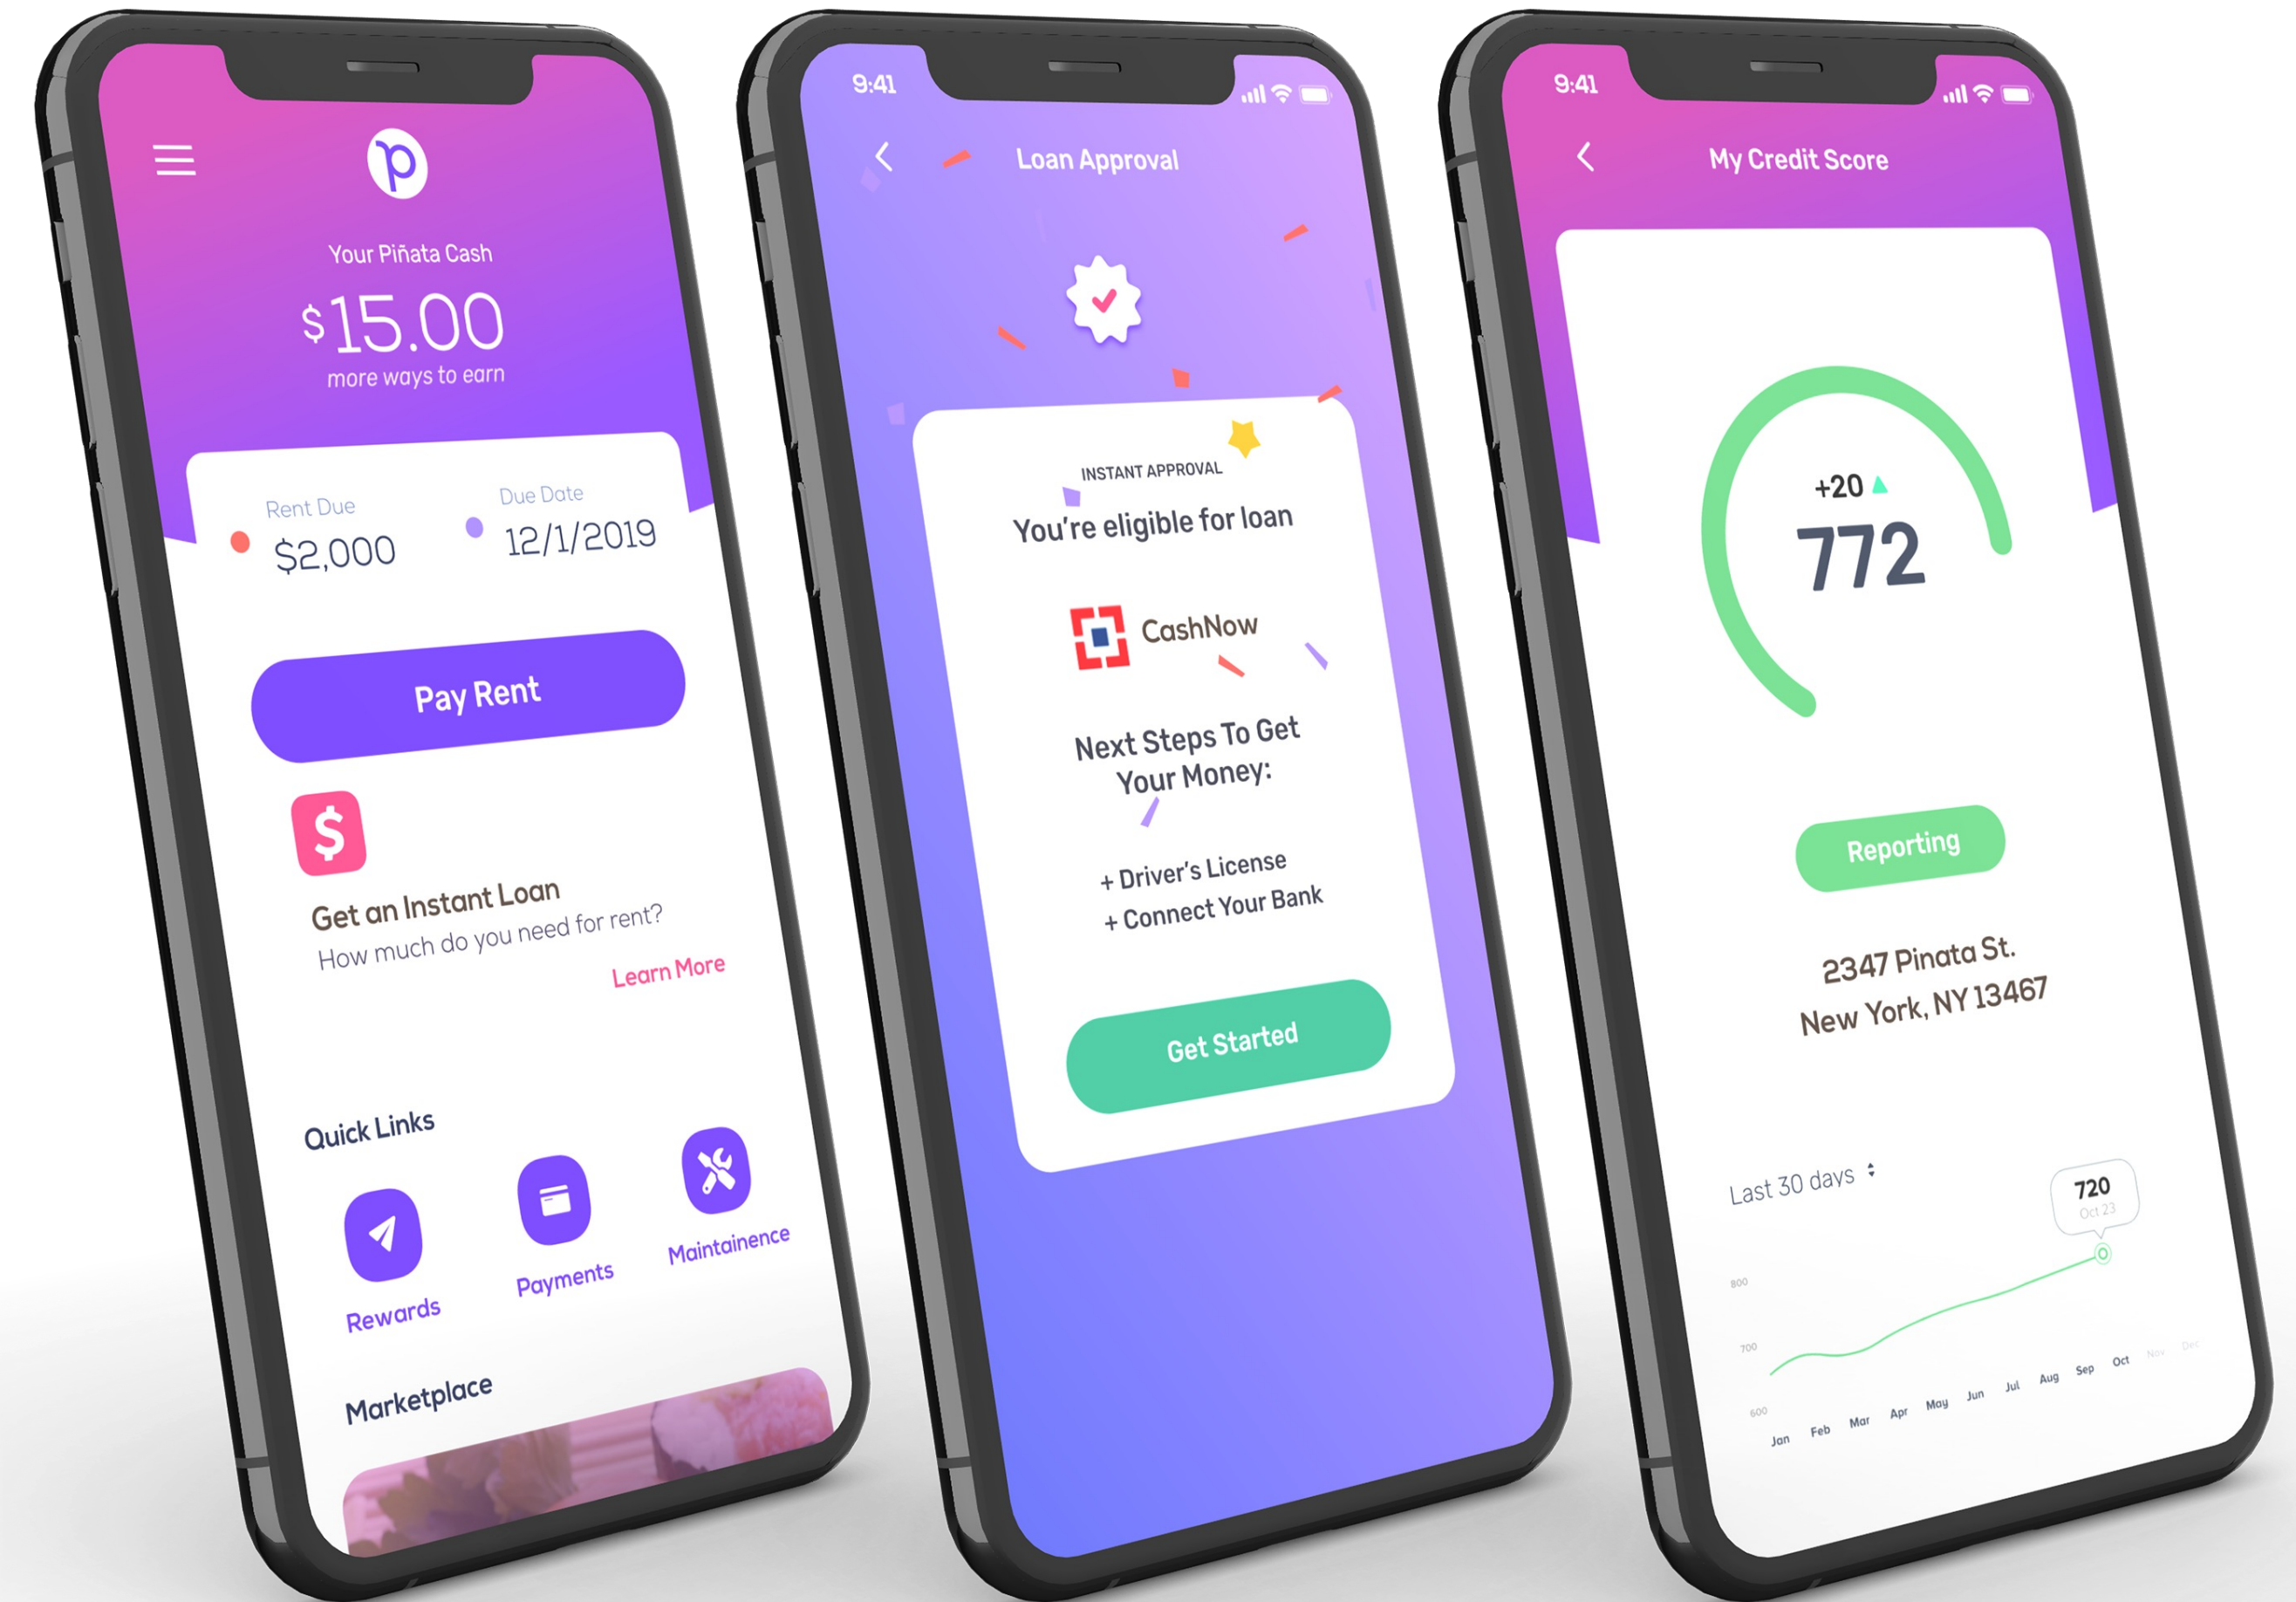 p
Your Piñata Cash
$15.00
more ways to earn
Rent Due
$2,000
Due Date
12/1/2019
Pay Rent
$
Get an Instant Loan
How much do you need for rent?
Learn More
Quick Links
Rewards
Payments
Maintainence
Marketplace
9:41
Loan Approval
INSTANT APPROVAL
You're eligible for loan
CashNow
Next Steps To Get
Your Money:
+ Driver's License
+ Connect Your Bank
Get Started
9:41
My Credit Score
+20
772
Reporting
2347 Pinata St.
New York, NY 13467
Last 30 days
720
Oct 23
800
700
600
Jan Feb Mar Apr May Jun Jul Aug Sep Oct Nov Dec